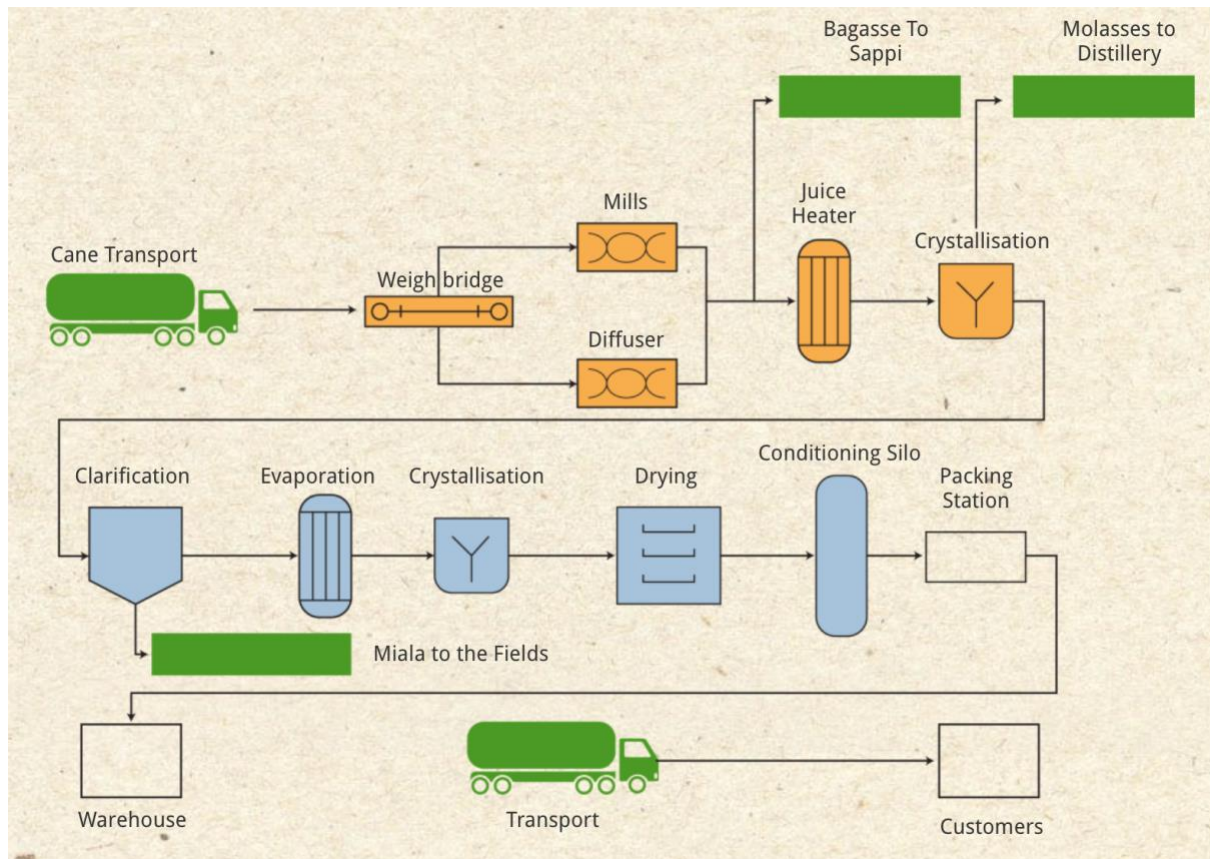 Bagasse To
Sappi
Molasses to
Distillery
Mills
Juice
Heater
Crystallisation
Cane Transport
Weigh bridge
Diffuser
Clarification
Evaporation
Crystallisation
Drying
Conditioning Silo
Packing
Station
Miala to the Fields
Warehouse
Transport
Customers